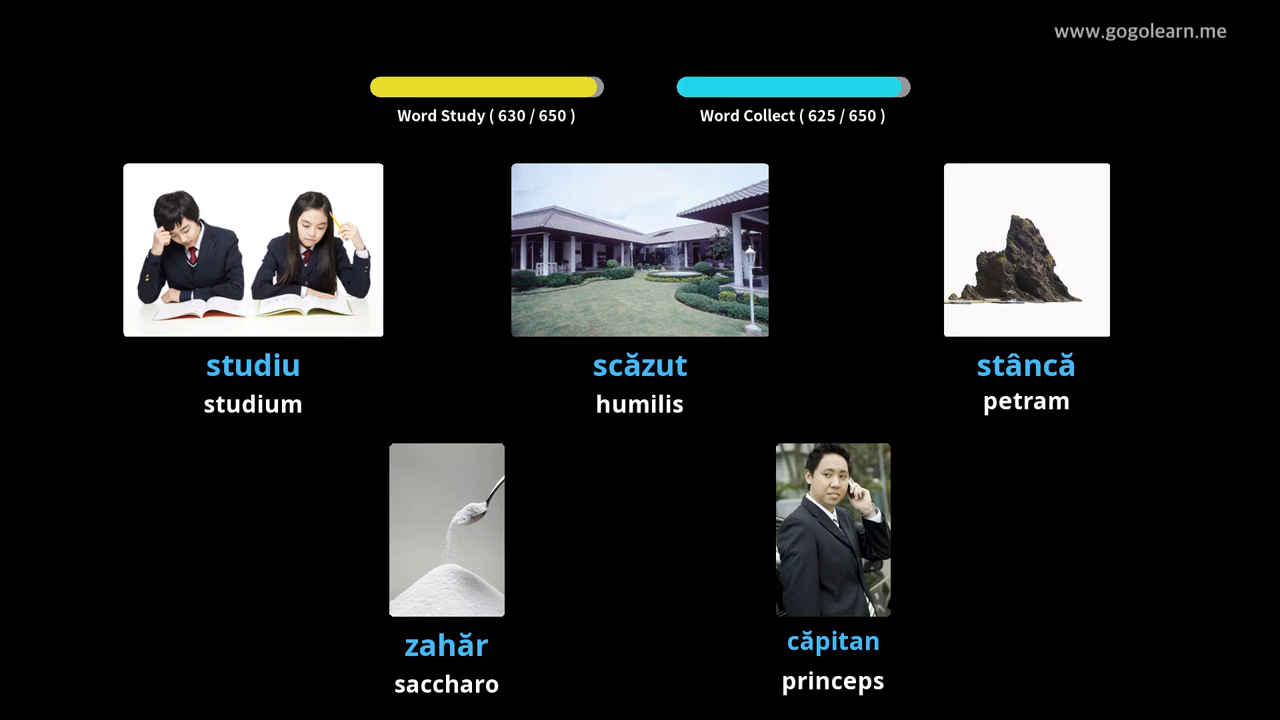 www.gogolearn.me
Word Study ( 630 / 650 )
Word Collect ( 625 / 650 )
studiu
studium
scăzut
humilis
stâncă
petram
zahăr
saccharo
căpitan
princeps